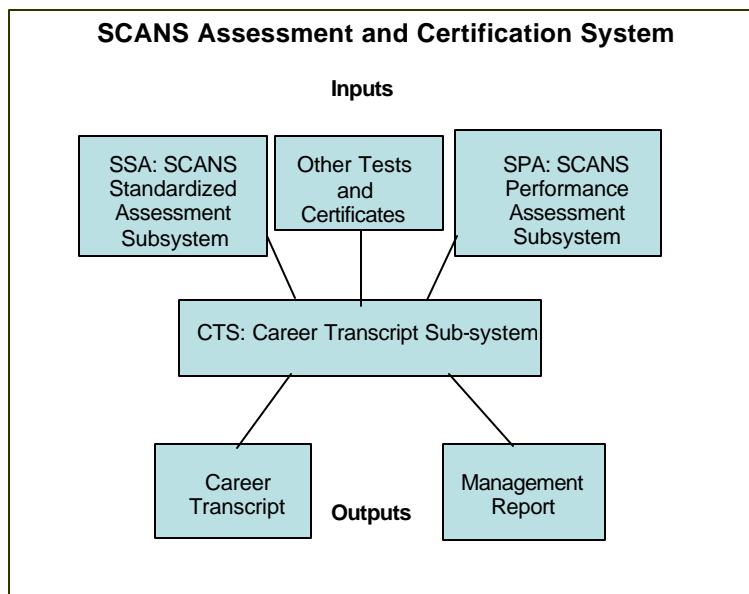 SCANS Assessment and Certification System
Inputs
SSA: SCANS
Standardized
Assessment
Subsystem
Other Tests
and
Certificates
SPA: SCANS
Performance
Assessment
Subsystem
CTS: Career Transcript Sub-system
Career
Transcript
Outputs
Management
Report